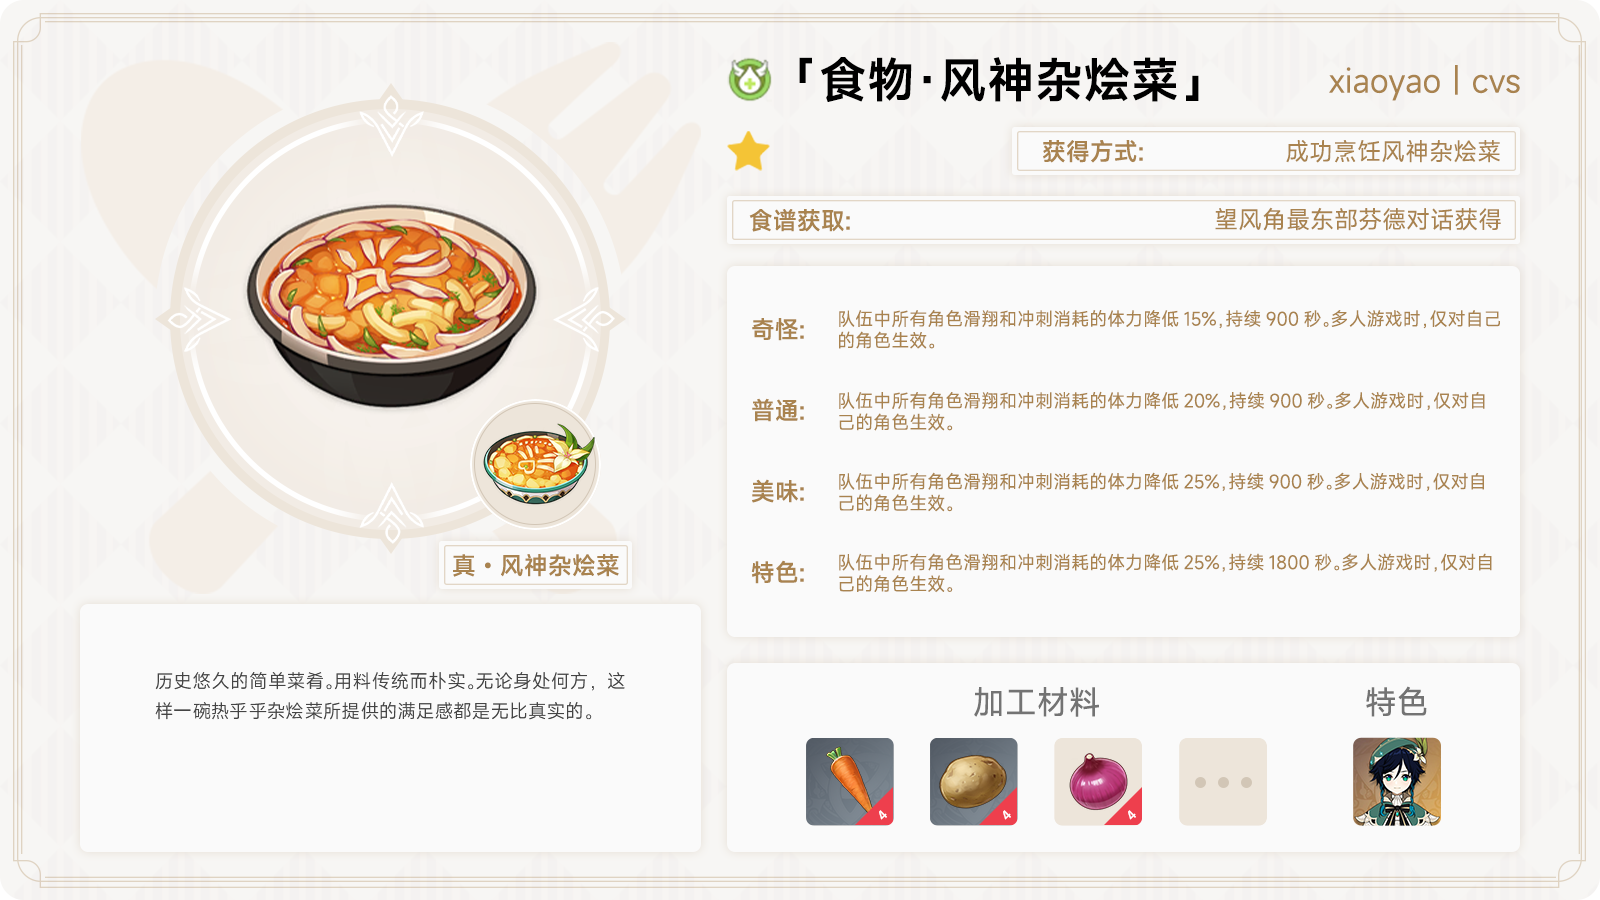 「食物·风神杂烩菜」
xiaoyao | cvs
获得方式:
成功烹饪风神杂烩菜
食谱获取:
望风角最东部芬德对话获得
奇怪:
队伍中所有角色滑翔和冲刺消耗的体力降低 15%,持续 900 秒。多人游戏时,仅对自己
的角色生效。
普通:
队伍中所有角色滑翔和冲刺消耗的体力降低 20%,持续 900 秒。多人游戏时,仅对自
己的角色生效。
美味:
队伍中所有角色滑翔和冲刺消耗的体力降低 25%,持续 900 秒。多人游戏时,仅对自
己的角色生效。
特色:
队伍中所有角色滑翔和冲刺消耗的体力降低 25%,持续 1800 秒。多人游戏时,仅对自
己的角色生效。
真·风神杂烩菜
历史悠久的简单菜肴。用料传统而朴实。无论身处何方，这
样一碗热乎乎杂烩菜所提供的满足感都是无比真实的。
加工材料
特色
4
4
4